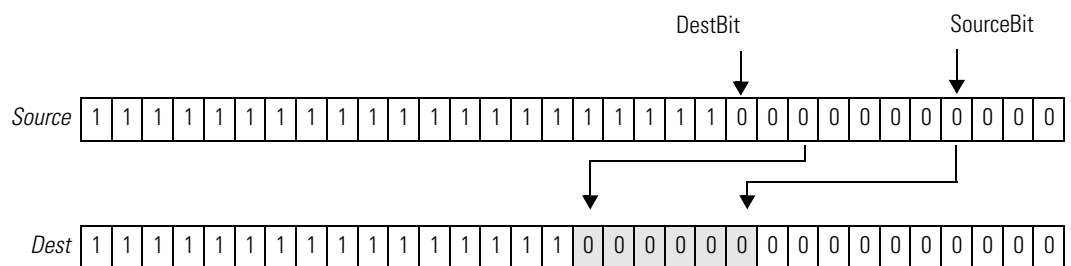 DestBit SourceBit
Source 1 1 1 1 1 1 1 1 1 1 1 1 1 1 1 1 1 1 1 1 1 0 0 0 0 0 0 0 0 0 0 0
Dest 1 1 1 1 1 1 1 1 1 1 1 1 1 1 1 1 0 0 0 0 0 0 0 0 0 0 0 0 0 0 0 0